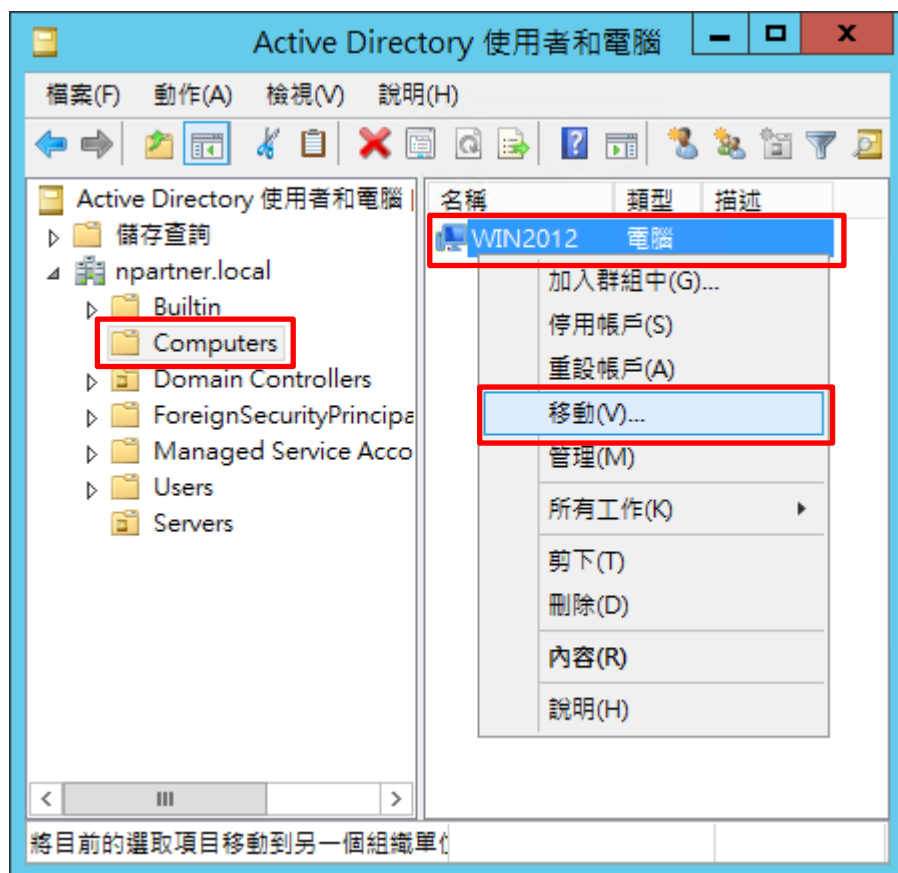 Active Directory 使用者和電腦
檔案(F) 動作(A) 檢視(V) 說明(H)
Active Directory 使用者和電腦 [
儲存查詢
npartner.local
Builtin
Computers
Domain Controllers
ForeignSecurityPrincipa
Managed Service Acco
Users
Servers
名稱 類型 描述
WIN2012 電腦
加入群組中(G)...
停用帳戶(S)
重設帳戶(A)
移動(V)...
管理(M)
所有工作(K)
剪下(T)
刪除(D)
內容(R)
說明(H)
將目前的選取項目移動到另一個組織單位